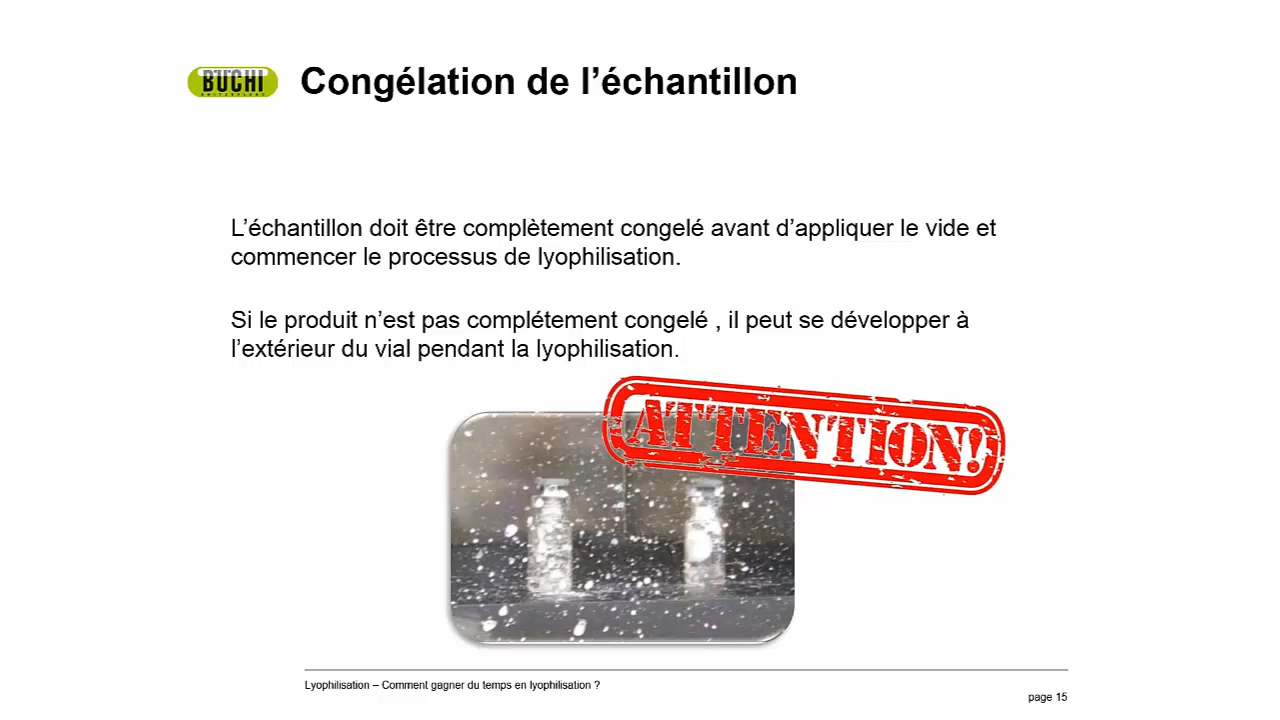 BUCHI
SWITZERLAND
Congélation de l’échantillon
L’échantillon doit être complètement congelé avant d’appliquer le vide et
commencer le processus de lyophilisation.
Si le produit n’est pas complétement congelé , il peut se développer à
l’extérieur du vial pendant la lyophilisation.
ATTENTION!
Lyophilisation – Comment gagner du temps en lyophilisation ?
page 15